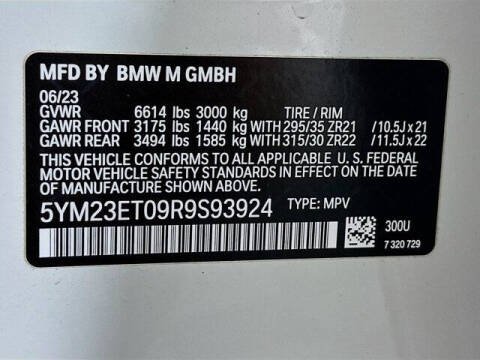 MFD BY BMW M GMBH
06/23
GVWR 6614 lbs 3000 kg TIRE / RIM
GAWR FRONT 3175 lbs 1440 kg WITH 295/35 ZR21 /10.5J x 21
GAWR REAR 3494 lbs 1585 kg WITH 315/30 ZR22 /11.5J x 22
THIS VEHICLE CONFORMS TO ALL APPLICABLE U. S. FEDERAL
MOTOR VEHICLE SAFETY STANDARDS IN EFFECT ON THE
DATE OF MANUFACTURE SHOWN ABOVE.
5YM23ET09R9S93924 TYPE: MPV
300U
7 320 729